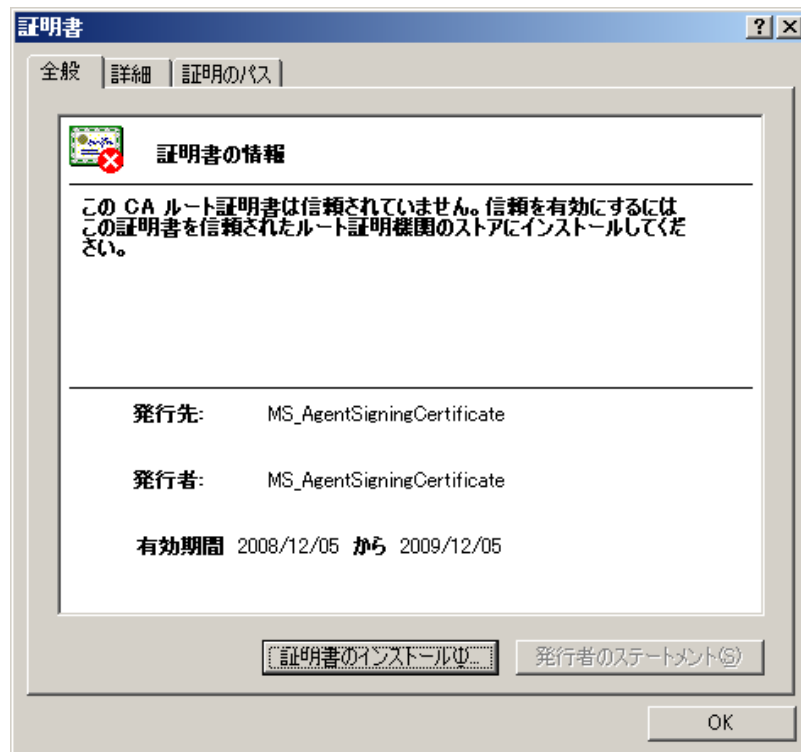 証明書
全般 詳細 証明のパス
証明書の情報
この CA ルート証明書は信頼されていません。信頼を有効にするには
この証明書を信頼されたルート証明機関のストアにインストールしてくだ
さい。
発行先: MS_AgentSigningCertificate
発行者: MS_AgentSigningCertificate
有効期間 2008/12/05 から 2009/12/05
証明書のインストール(I)... 発行者のステートメント(S)
OK